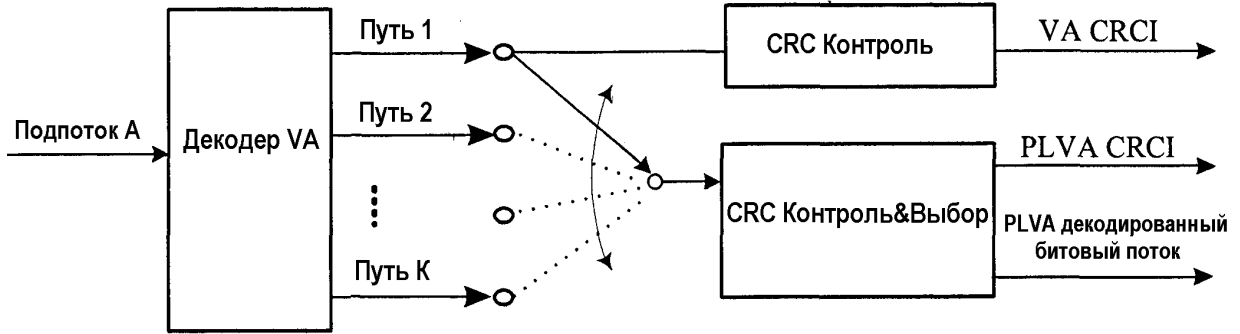 Подпоток А
Декодер VA
Путь 1
Путь 2
Путь К
CRC Контроль
VA CRCI
CRC Контроль&Выбор
PLVA CRCI
PLVA декодированный
битовый поток